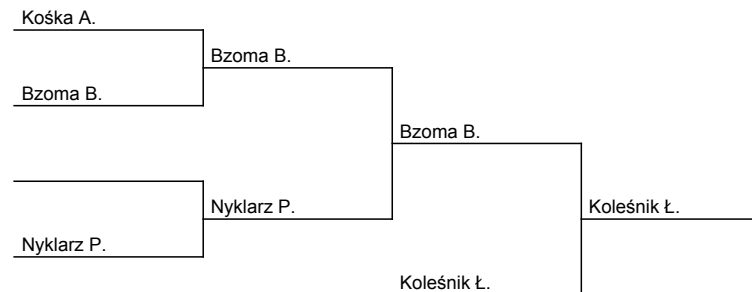 Kośka A.
Bzoma B.
Bzoma B.
Bzoma B.
Nyklarz P.
Koleśnik Ł.
Nyklarz P.
Koleśnik Ł.